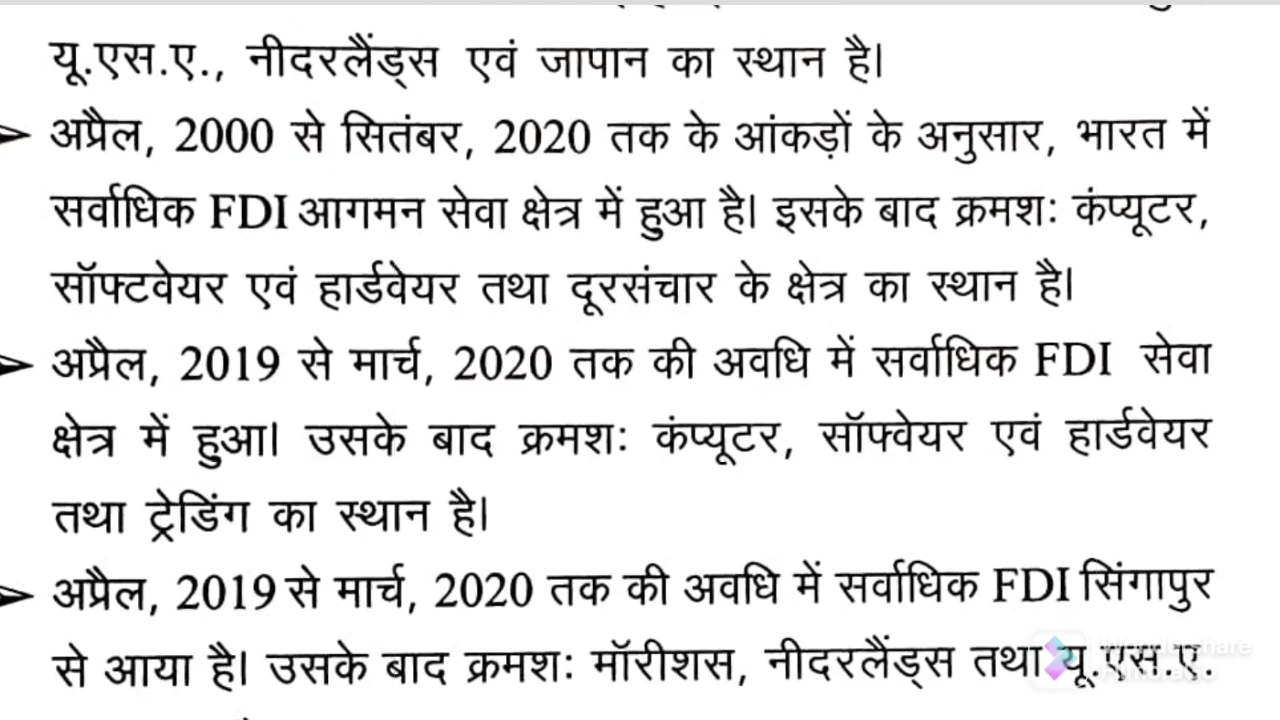 यू.एस.ए., नीदरलैंड्स एवं जापान का स्थान है।
➢ अप्रैल, 2000 से सितंबर, 2020 तक के आंकड़ों के अनुसार, भारत में
सर्वाधिक FDI आगमन सेवा क्षेत्र में हुआ है। इसके बाद क्रमशः कंप्यूटर,
सॉफ्टवेयर एवं हार्डवेयर तथा दूरसंचार के क्षेत्र का स्थान है।
➢ अप्रैल, 2019 से मार्च, 2020 तक की अवधि में सर्वाधिक FDI सेवा
क्षेत्र में हुआ। उसके बाद क्रमशः कंप्यूटर, सॉफ्वेयर एवं हार्डवेयर
तथा ट्रेडिंग का स्थान है।
➢ अप्रैल, 2019 से मार्च, 2020 तक की अवधि में सर्वाधिक FDI सिंगापुर
से आया है। उसके बाद क्रमशः मॉरीशस, नीदरलैंड्स तथा यू.एस.ए.
Wondershare
Filmora